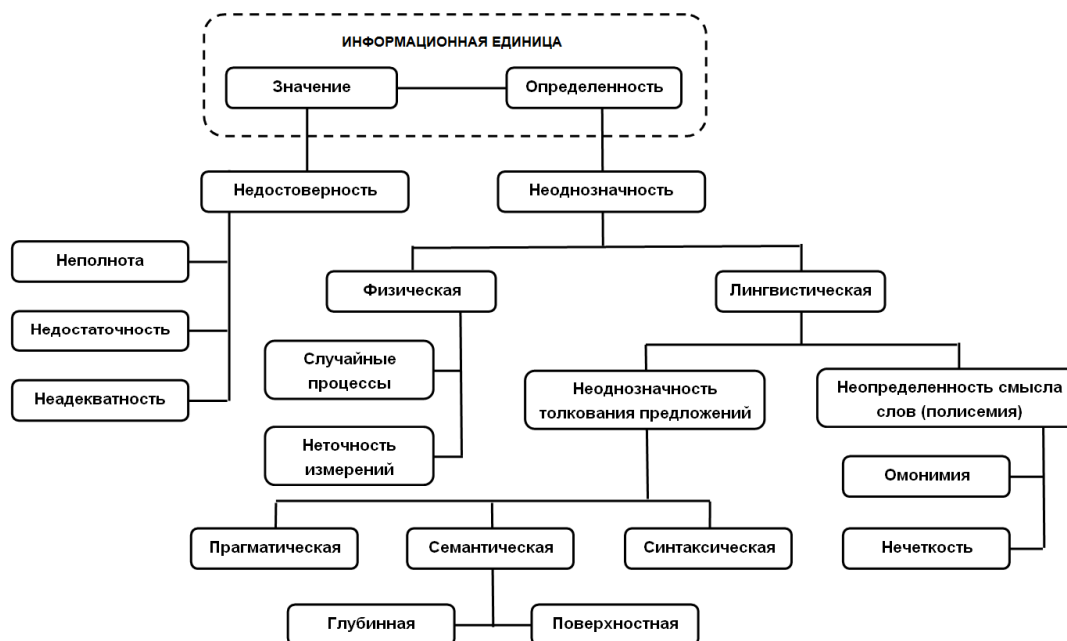 ИНФОРМАЦИОННАЯ ЕДИНИЦА
Значение
Определенность
Недостоверность
Неоднозначность
Неполнота
Недостаточность
Неадекватность
Физическая
Лингвистическая
Случайные
процессы
Неточность
измерений
Неоднозначность
толкования предложений
Неопределенность смысла
слов (полисемия)
Омонимия
Нечеткость
Прагматическая
Семантическая
Синтаксическая
Глубинная
Поверхностная